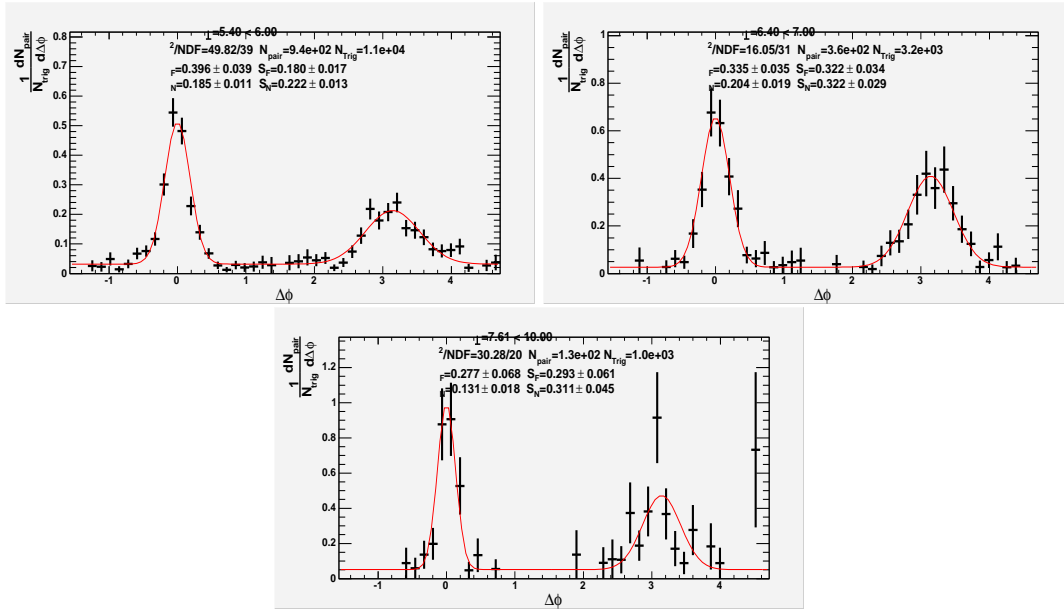 ⊥=5.40 < 6.00
²/NDF=49.82/39 N_pair=9.4e+02 N_Trig=1.1e+04
F=0.396 ± 0.039 S_F=0.180 ± 0.017
N=0.185 ± 0.011 S_N=0.222 ± 0.013
1/N_trig dN_pair/dΔϕ
0.8
0.7
0.6
0.5
0.4
0.3
0.2
0.1
0
-1 0 1 2 3 4
Δϕ
⊥=6.40 < 7.00
²/NDF=16.05/31 N_pair=3.6e+02 N_Trig=3.2e+03
F=0.335 ± 0.035 S_F=0.322 ± 0.034
N=0.204 ± 0.019 S_N=0.322 ± 0.029
1/N_trig dN_pair/dΔϕ
1
0.8
0.6
0.4
0.2
0
-1 0 1 2 3 4
Δϕ
⊥=7.61 < 10.00
²/NDF=30.28/20 N_pair=1.3e+02 N_Trig=1.0e+03
F=0.277 ± 0.068 S_F=0.293 ± 0.061
N=0.131 ± 0.018 S_N=0.311 ± 0.045
1/N_trig dN_pair/dΔϕ
1.2
1
0.8
0.6
0.4
0.2
0
-1 0 1 2 3 4
Δϕ